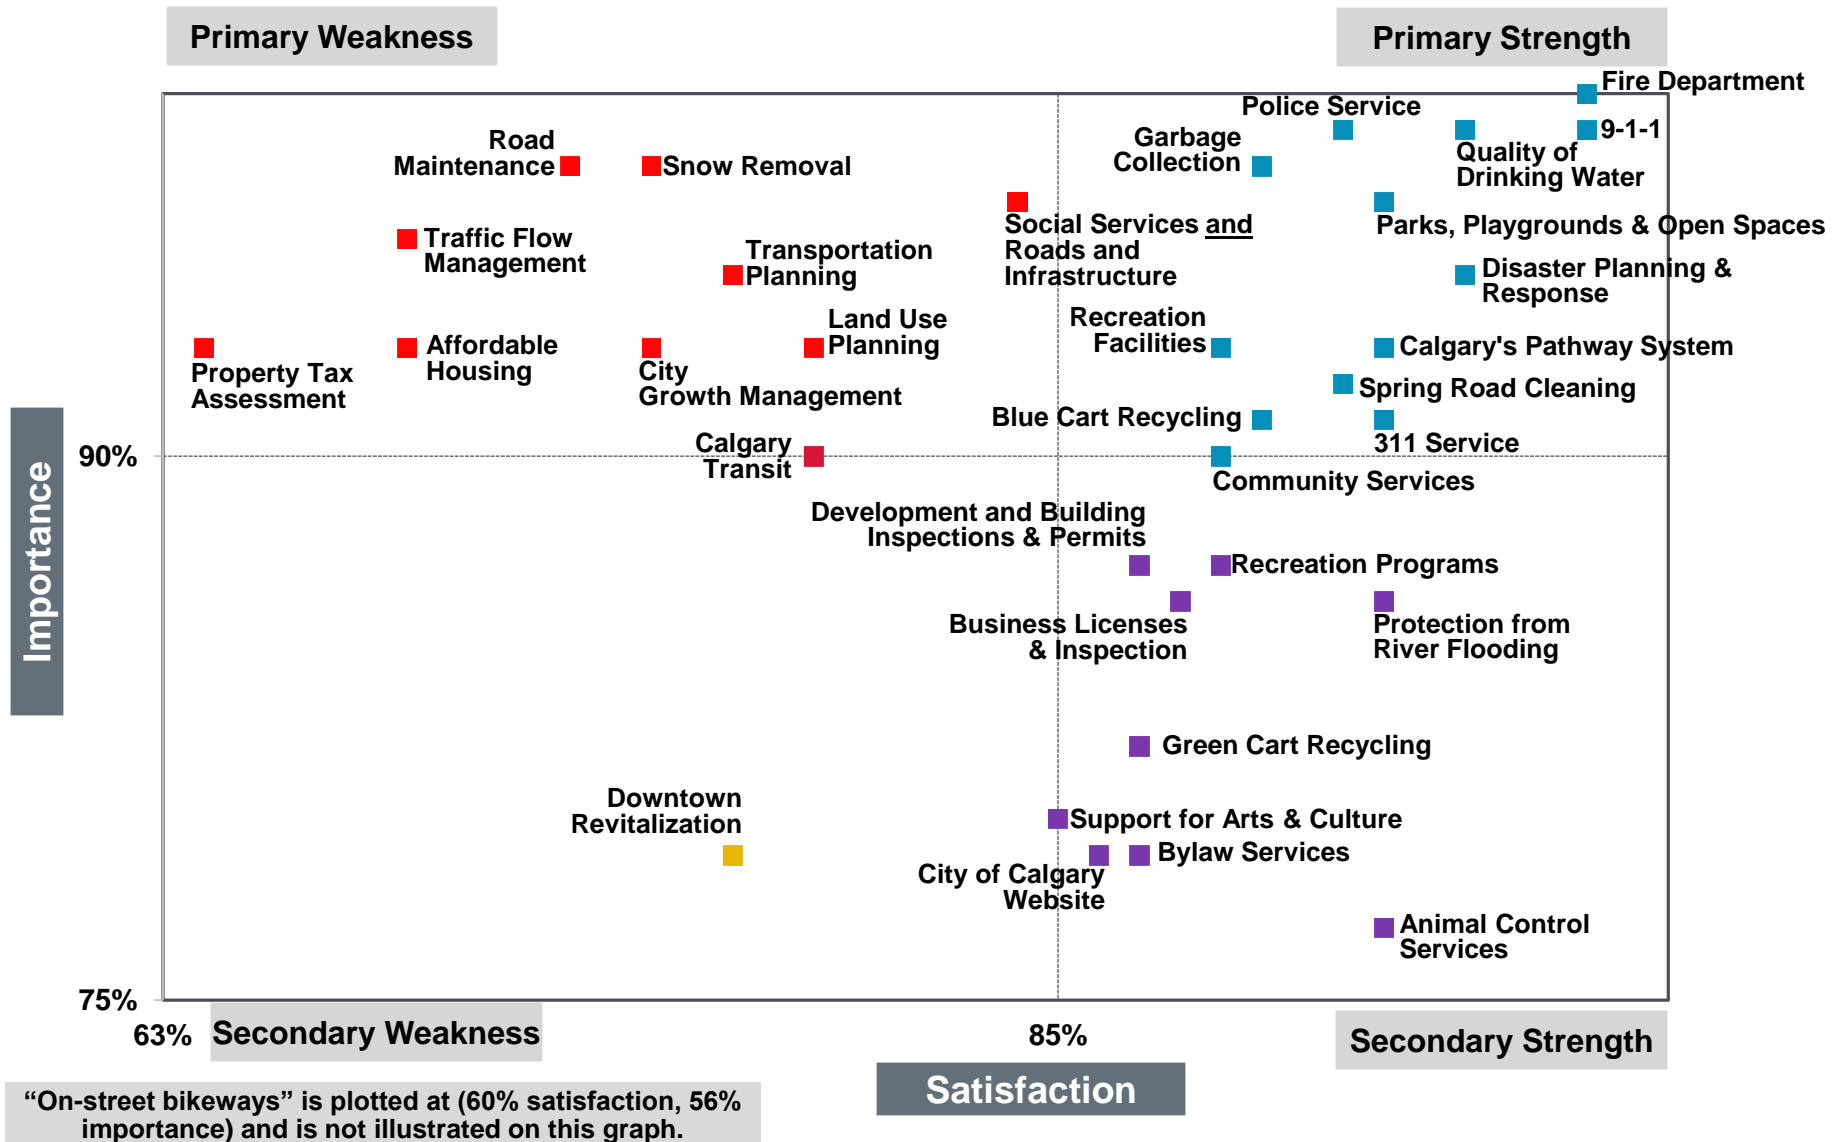 Primary Weakness
Primary Strength
Fire Department
Police Service
9-1-1
Garbage
Collection
Quality of
Drinking Water
Road
Maintenance
Snow Removal
Social Services and
Roads and
Infrastructure
Parks, Playgrounds & Open Spaces
Traffic Flow
Management
Transportation
Planning
Disaster Planning &
Response
Land Use
Planning
Recreation
Facilities
Calgary's Pathway System
Property Tax
Assessment
Affordable
Housing
City
Growth Management
Spring Road Cleaning
Blue Cart Recycling
311 Service
Calgary
Transit
90%
Community Services
Importance
Development and Building
Inspections & Permits
Recreation Programs
Business Licenses
& Inspection
Protection from
River Flooding
Green Cart Recycling
Downtown
Revitalization
Support for Arts & Culture
Bylaw Services
City of Calgary
Website
Animal Control
Services
75%
63%
Secondary Weakness
85%
Secondary Strength
Satisfaction
“On-street bikeways” is plotted at (60% satisfaction, 56%
importance) and is not illustrated on this graph.